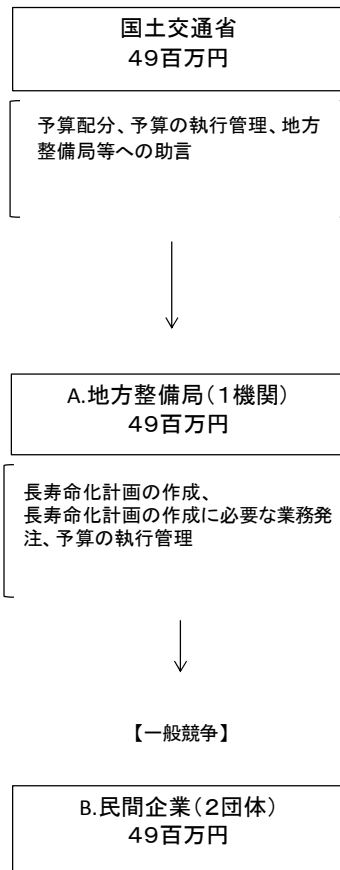 国土交通省
49百万円
予算配分、予算の執行管理、地方
整備局等への助言
A.地方整備局(１機関)
49百万円
長寿命化計画の作成、
長寿命化計画の作成に必要な業務発
注、予算の執行管理
【一般競争】
B.民間企業(２団体)
49百万円